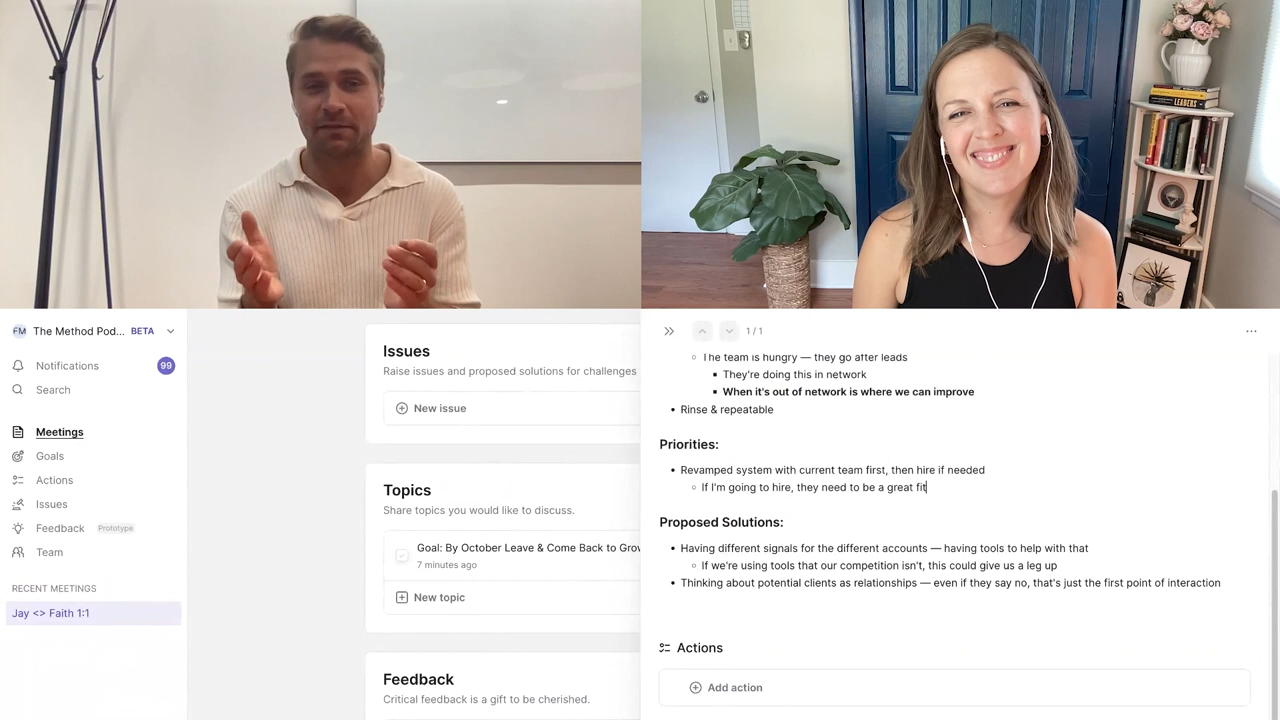 LEADERS
FM The Method Pod... BETA
Notifications 99
Search
Meetings
Goals
Actions
Issues
Feedback Prototype
Team
RECENT MEETINGS
Jay <> Faith 1:1
Issues
Raise issues and proposed solutions for challenges
New issue
Topics
Share topics you would like to discuss.
Goal: By October Leave & Come Back to Grov
7 minutes ago
New topic
Feedback
Critical feedback is a gift to be cherished.
1 / 1
The team is hungry — they go after leads
They're doing this in network
When it's out of network is where we can improve
Rinse & repeatable
Priorities:
Revamped system with current team first, then hire if needed
If I'm going to hire, they need to be a great fit
Proposed Solutions:
Having different signals for the different accounts — having tools to help with that
If we're using tools that our competition isn't, this could give us a leg up
Thinking about potential clients as relationships — even if they say no, that's just the first point of interaction
Actions
Add action